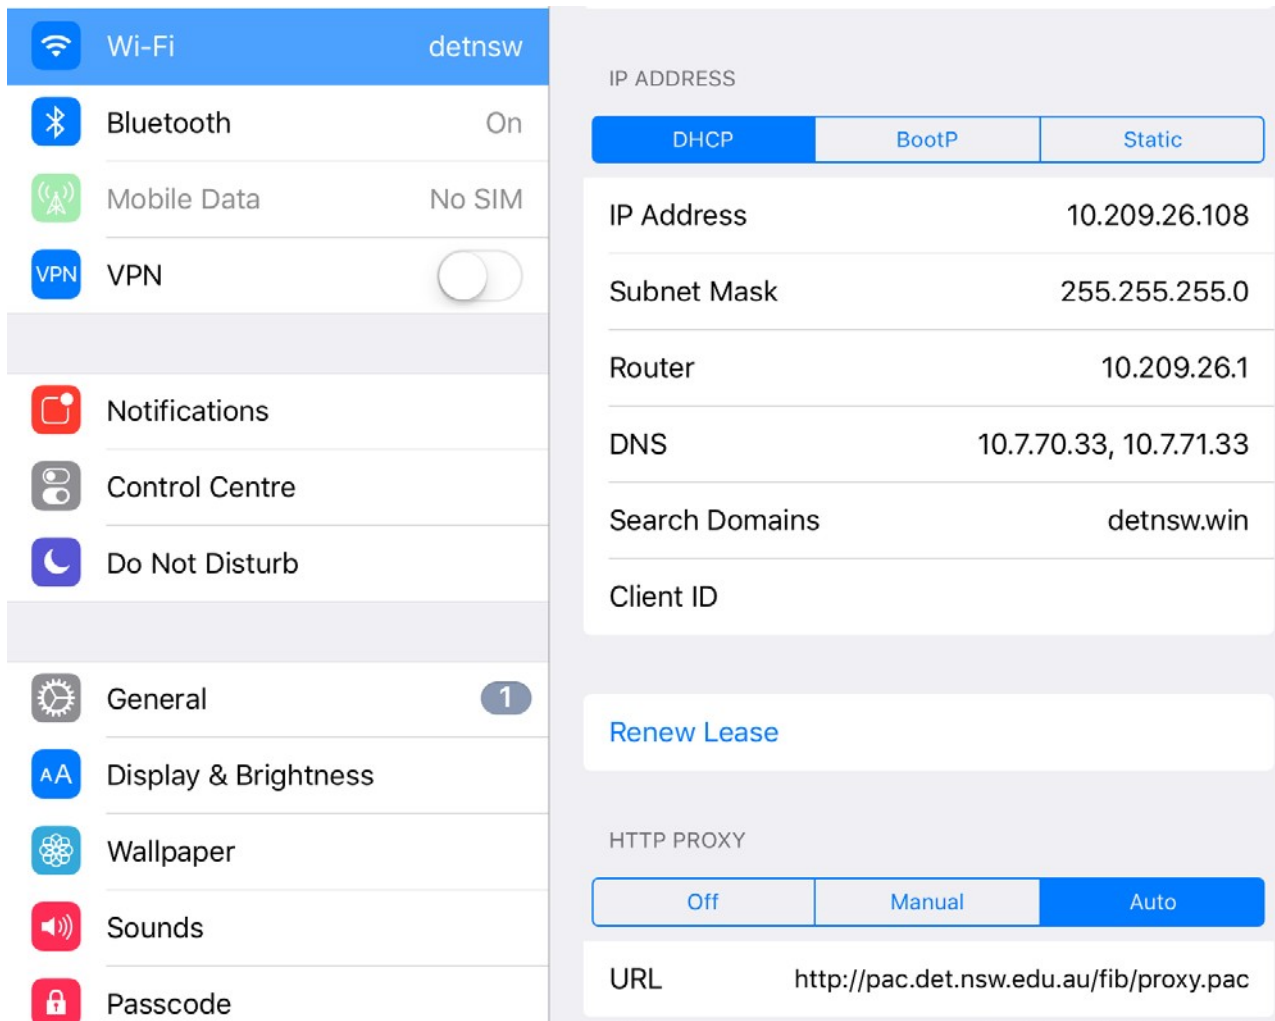 Wi-Fi detnsw
Bluetooth On
Mobile Data No SIM
VPN VPN
Notifications
Control Centre
Do Not Disturb
General 1
AA Display & Brightness
Wallpaper
Sounds
Passcode
IP ADDRESS
DHCP BootP Static
IP Address 10.209.26.108
Subnet Mask 255.255.255.0
Router 10.209.26.1
DNS 10.7.70.33, 10.7.71.33
Search Domains detnsw.win
Client ID
Renew Lease
HTTP PROXY
Off Manual Auto
URL http://pac.det.nsw.edu.au/fib/proxy.pac